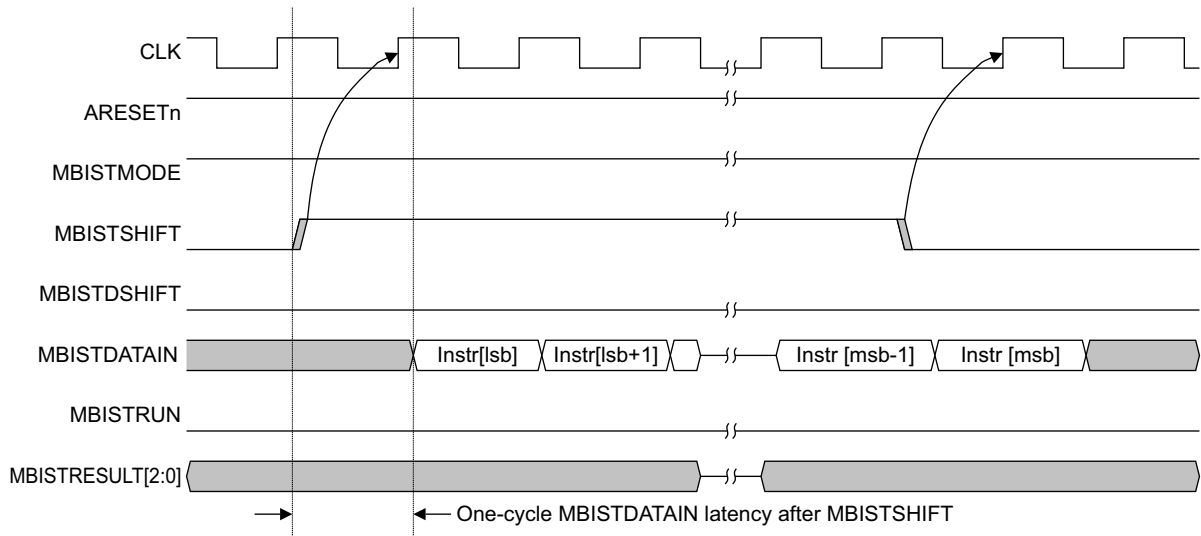 CLK
ARESETn
MBISTMODE
MBISTSHIFT
MBISTDSHIFT
MBISTDATAIN Instr[lsb] Instr[lsb+1] Instr [msb-1] Instr [msb]
MBISTRUN
MBISTRESULT[2:0]
One-cycle MBISTDATAIN latency after MBISTSHIFT